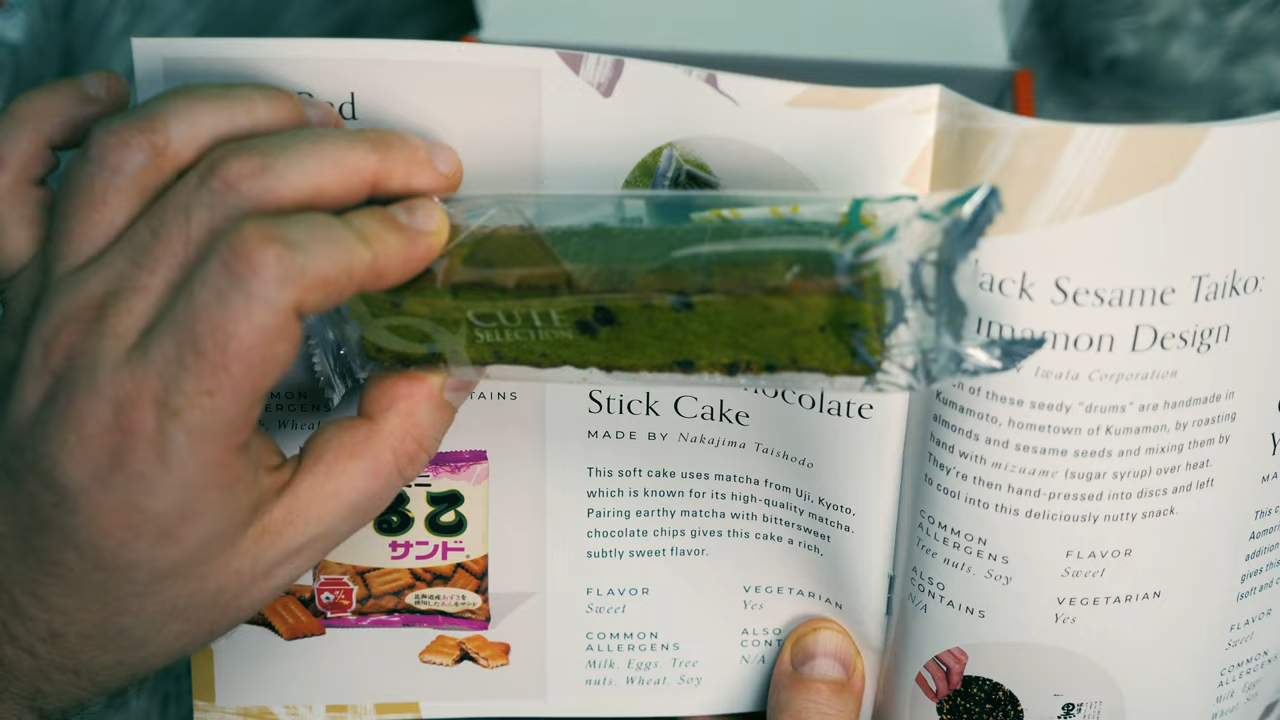 CUTE
SELECTION
Stick Cake
MADE BY Nakajima Taishodo
This soft cake uses matcha from Uji, Kyoto,
which is known for its high-quality matcha.
Pairing earthy matcha with bittersweet
chocolate chips gives this cake a rich,
subtly sweet flavor.
FLAVOR
Sweet
VEGETARIAN
Yes
COMMON
ALLERGENS
Milk, Eggs, Tree
nuts, Wheat, Soy
ALSO
N/A
サンド
Sesame Taiko:
Design
Iwata Corporation
of these seedy "drums" are handmade in
Kumamoto, hometown of Kumamon, by roasting
almonds and sesame seeds and mixing them by
hand with mizuame (sugar syrup) over heat.
They're then hand-pressed into discs and left
to cool into this deliciously nutty snack.
COMMON
ALLERGENS
Tree nuts, Soy
FLAVOR
Sweet
ALSO
CONTAINS
N/A
VEGETARIAN
Yes
FLAVOR
Sweet